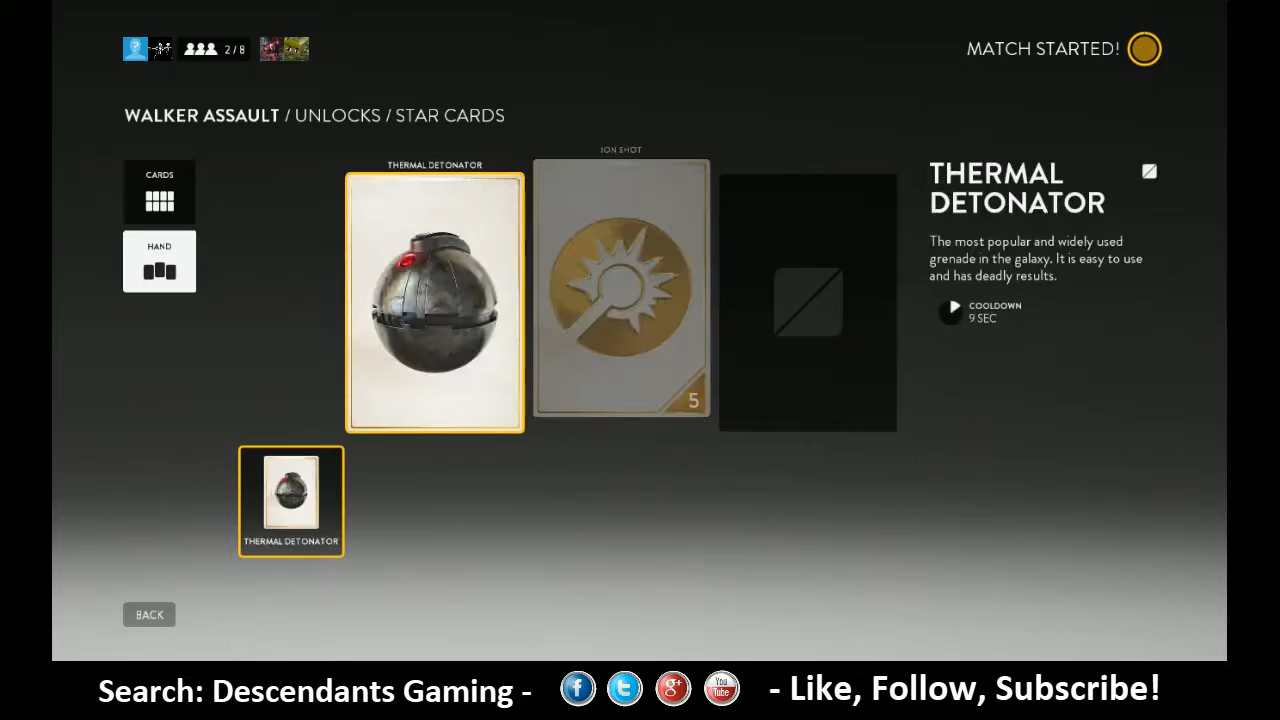 2/8
MATCH STARTED!
WALKER ASSAULT / UNLOCKS / STAR CARDS
CARDS
HAND
THERMAL DETONATOR
ION SHOT
5
THERMAL
DETONATOR
The most popular and widely used
grenade in the galaxy. It is easy to use
and has deadly results.
COOLDOWN
9 SEC
THERMAL DETONATOR
BACK
Search: Descendants Gaming - f t g+ You Tube - Like, Follow, Subscribe!